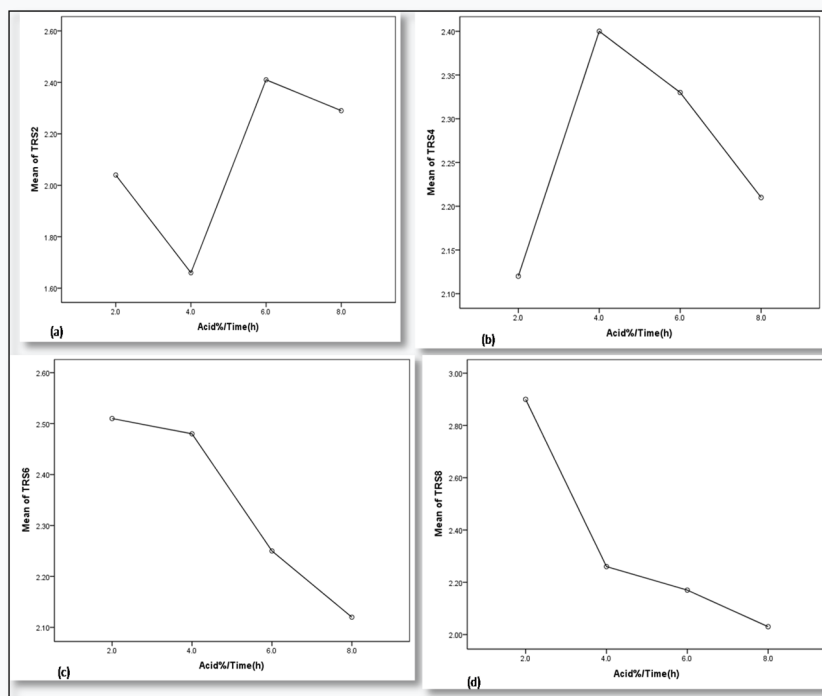 2.60
2.40
2.20
2.00
1.80
1.60
Mean of TRS2
2.0 4.0 6.0 8.0
Acid%/Time(h)
(a)
2.40
2.35
2.30
2.25
2.20
2.15
2.10
Mean of TRS4
2.0 4.0 6.0 8.0
Acid%/Time(h)
(b)
2.60
2.50
2.40
2.30
2.20
2.10
Mean of TRS6
2.0 4.0 6.0 8.0
Acid%/Time(h)
(c)
3.00
2.80
2.60
2.40
2.20
2.00
Mean of TRS8
2.0 4.0 6.0 8.0
Acid%/Time(h)
(d)